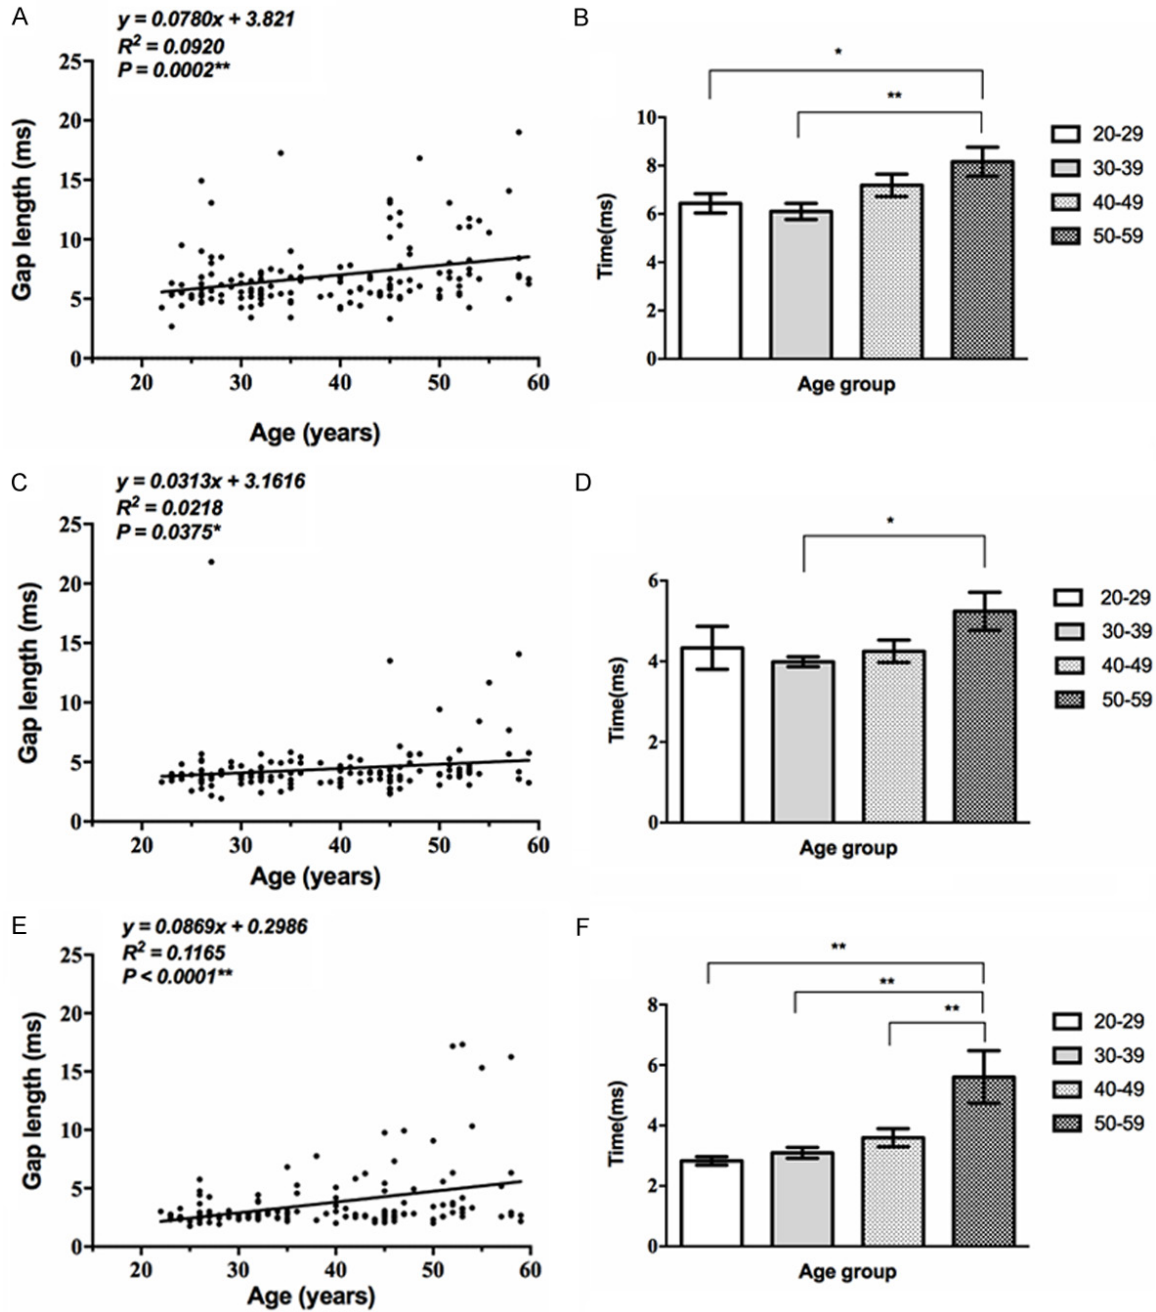 A
y = 0.0780x + 3.821
R² = 0.0920
P = 0.0002**
25
20
15
10
5
0
Gap length (ms)
20 30 40 50 60
Age (years)
B
*
**
10
8
6
4
2
0
Time(ms)
Age group
20-29
30-39
40-49
50-59
C
y = 0.0313x + 3.1616
R² = 0.0218
P = 0.0375*
25
20
15
10
5
0
Gap length (ms)
20 30 40 50 60
Age (years)
D
*
6
4
2
0
Time(ms)
Age group
20-29
30-39
40-49
50-59
E
y = 0.0869x + 0.2986
R² = 0.1165
P < 0.0001**
25
20
15
10
5
0
Gap length (ms)
20 30 40 50 60
Age (years)
F
**
**
**
8
6
4
2
0
Time(ms)
Age group
20-29
30-39
40-49
50-59